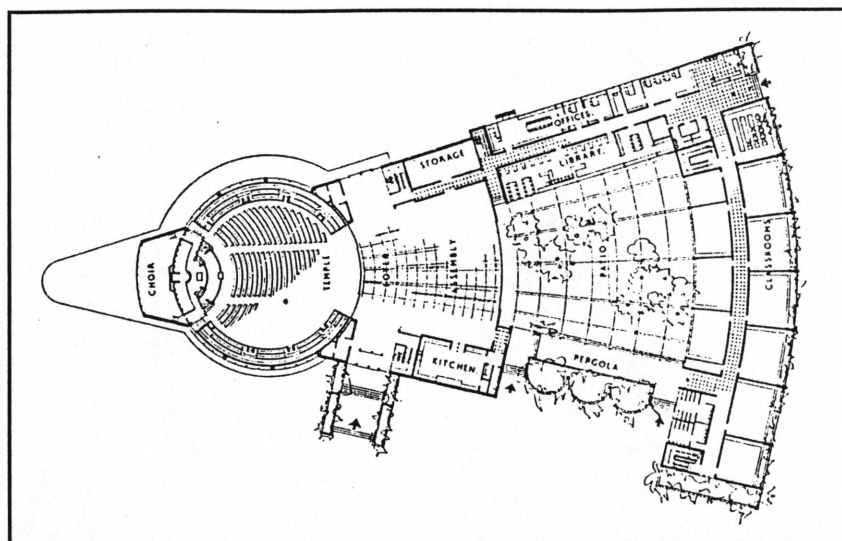 CHOIR
TEMPLE
FOYER
ASSEMBLY
STORAGE
OFFICES
LIBRARY
PATIO
KITCHEN
PERGOLA
CLASSROOMS